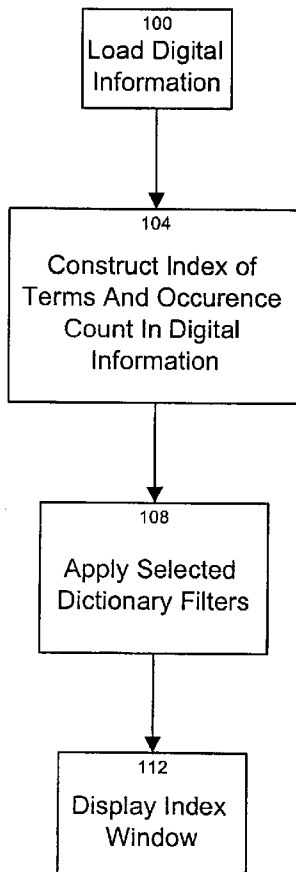 100
Load Digital
Information
104
Construct Index of
Terms And Occurence
Count In Digital
Information
108
Apply Selected
Dictionary Filters
112
Display Index
Window